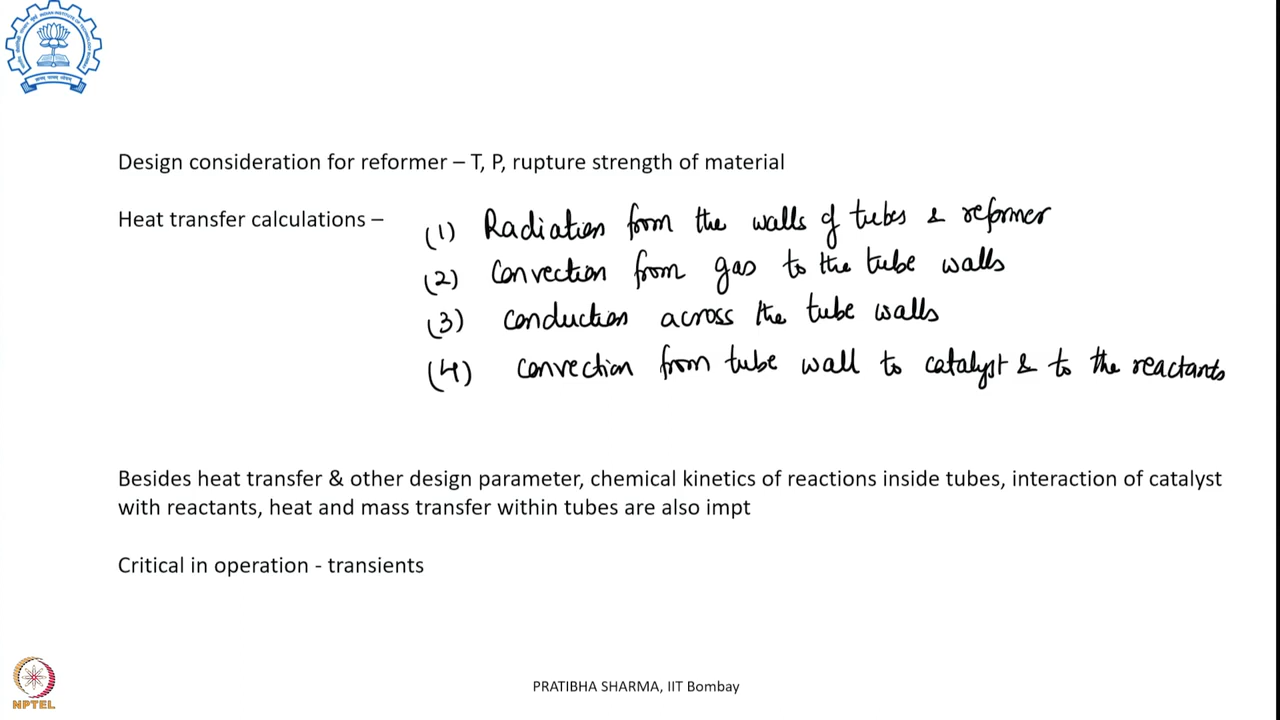 Design consideration for reformer – T, P, rupture strength of material
Heat transfer calculations –
(1) Radiation from the walls of tubes & reformer
(2) Convection from gas to the tube walls
(3) conduction across the tube walls
(4) convection from tube wall to catalyst & to the reactants
Besides heat transfer & other design parameter, chemical kinetics of reactions inside tubes, interaction of catalyst
with reactants, heat and mass transfer within tubes are also impt
Critical in operation - transients
NPTEL
PRATIBHA SHARMA, IIT Bombay